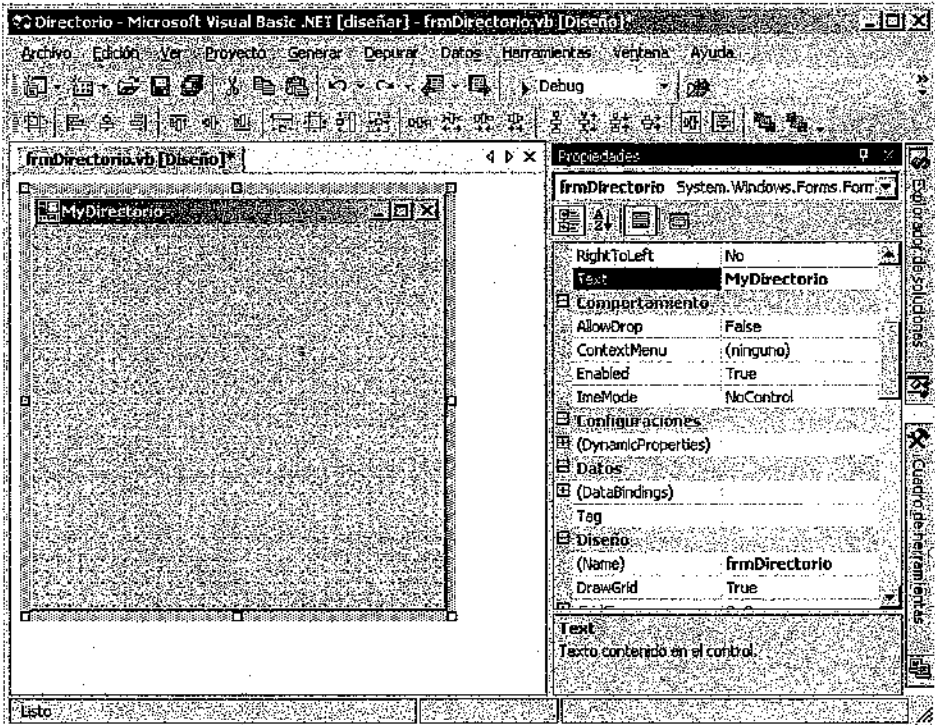 Directorio - Microsoft Visual Basic .NET [diseñar] - frmDirectorio.vb [Diseño]*
Archivo Edición Ver Proyecto Generar Depurar Datos Herramientas Ventana Ayuda
Debug
frmDirectorio.vb [Diseño]*
MyDirectorio
Propiedades
frmDirectorio System.Windows.Forms.Form
RightToLeft No
Text MyDirectorio
Comportamiento
AllowDrop False
ContextMenu (ninguno)
Enabled True
ImeMode NoControl
Configuraciones
(DynamicProperties)
Datos
(DataBindings)
Tag
Diseño
(Name) frmDirectorio
DrawGrid True
Text
Texto contenido en el control.
Explorador de soluciones
Cuadro de herramientas
Listo